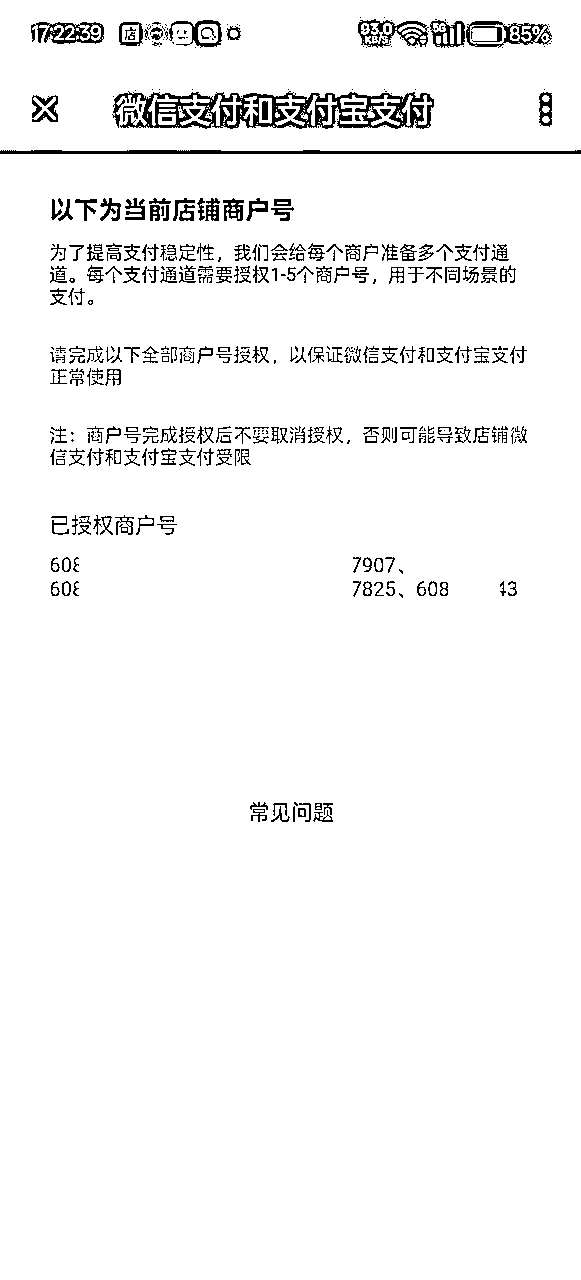 17:22:39 店 93.0 KB/S 5G 85%
微信支付和支付宝支付
以下为当前店铺商户号
为了提高支付稳定性，我们会给每个商户准备多个支付通
道。每个支付通道需要授权1-5个商户号，用于不同场景的
支付。
请完成以下全部商户号授权，以保证微信支付和支付宝支付
正常使用
注：商户号完成授权后不要取消授权，否则可能导致店铺微
信支付和支付宝支付受限
已授权商户号
608 7907、
608 7825、608 43
常见问题